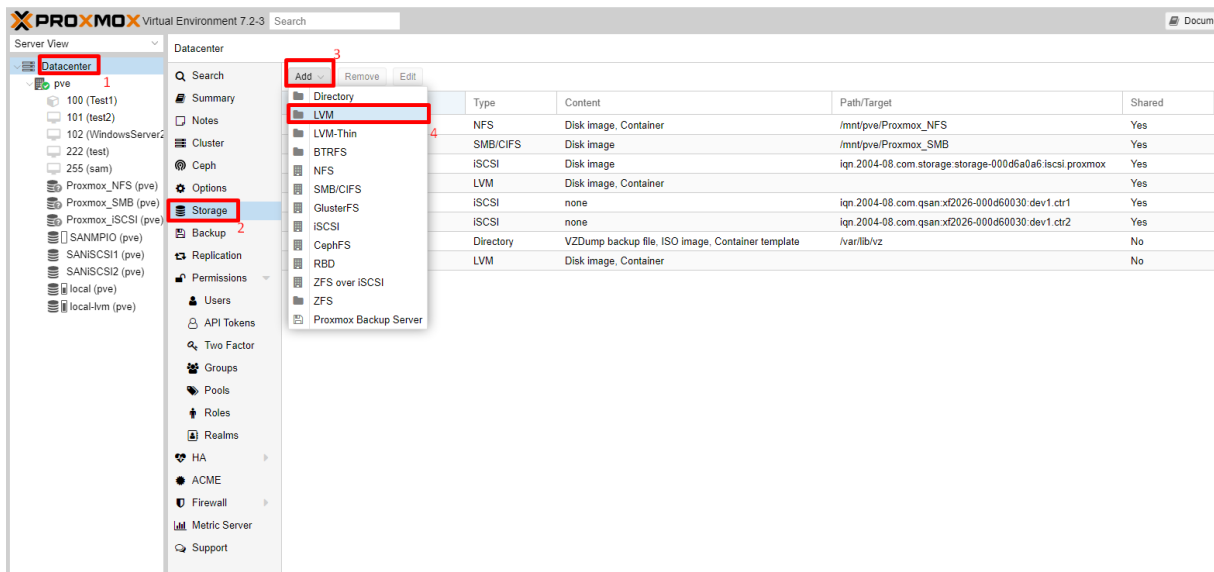 PROXMOX Virtual Environment 7.2-3 Search
Docum
Server View
Datacenter
1
pve
100 (Test1)
101 (test2)
102 (WindowsServer2
222 (test)
255 (sam)
Proxmox_NFS (pve)
Proxmox_SMB (pve)
Proxmox_iSCSI (pve)
SANMPIO (pve)
SANiSCSI1 (pve)
SANiSCSI2 (pve)
local (pve)
local-lvm (pve)
Datacenter
Search
Summary
Notes
Cluster
Ceph
Options
Storage
2
Backup
Replication
Permissions
Users
API Tokens
Two Factor
Groups
Pools
Roles
Realms
HA
ACME
Firewall
Metric Server
Support
3
Add Remove Edit
Directory
LVM
4
LVM-Thin
BTRFS
NFS
SMB/CIFS
GlusterFS
iSCSI
CephFS
RBD
ZFS over iSCSI
ZFS
Proxmox Backup Server
Type Content Path/Target Shared
NFS Disk image, Container /mnt/pve/Proxmox_NFS Yes
SMB/CIFS Disk image /mnt/pve/Proxmox_SMB Yes
iSCSI Disk image iqn.2004-08.com.storage:storage-000d6a0a6:iscsi.proxmox Yes
LVM Disk image, Container Yes
iSCSI none iqn.2004-08.com.qsan:xf2026-000d60030:dev1.ctr1 Yes
iSCSI none iqn.2004-08.com.qsan:xf2026-000d60030:dev1.ctr2 Yes
Directory VZDump backup file, ISO image, Container template /var/lib/vz No
LVM Disk image, Container No